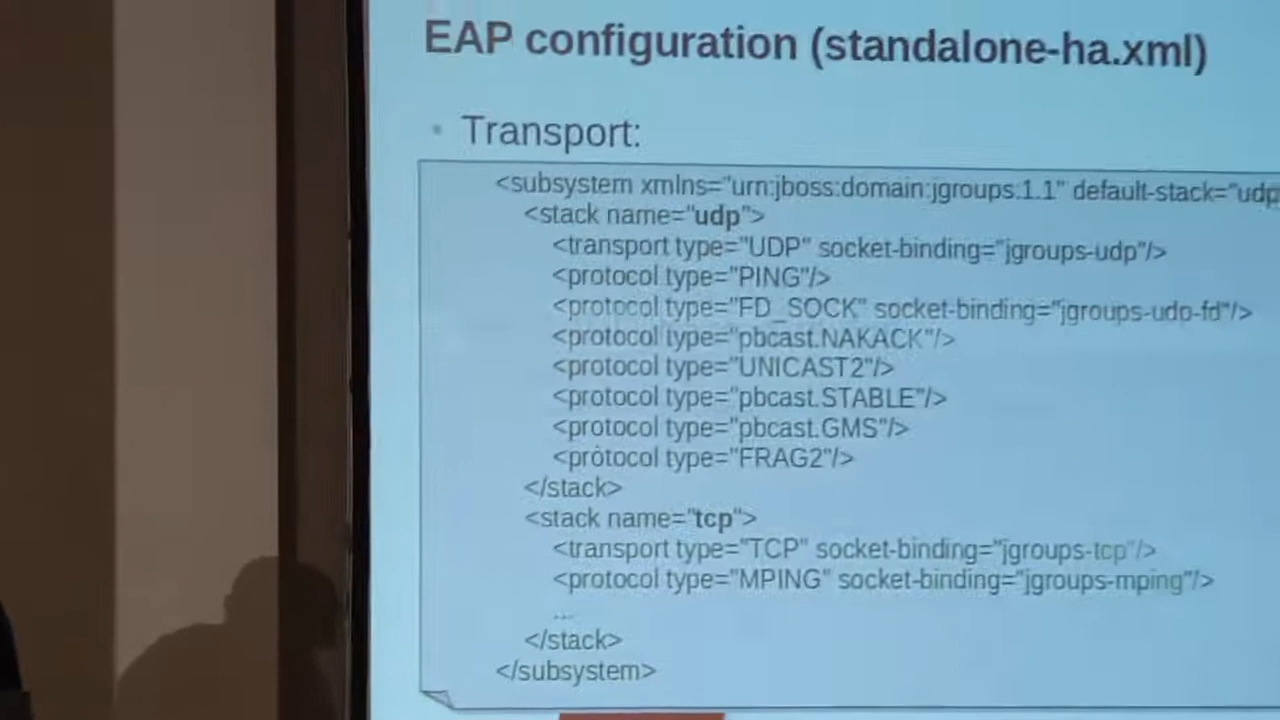 EAP configuration (standalone-ha.xml)
Transport:
<subsystem xmlns="urn:jboss:domain:jgroups:1.1" default-stack="udp
<stack name="udp">
<transport type="UDP" socket-binding="jgroups-udp"/>
<protocol type="PING"/>
<protocol type="FD_SOCK" socket-binding="jgroups-udp-fd"/>
<protocol type="pbcast.NAKACK"/>
<protocol type="UNICAST2"/>
<protocol type="pbcast.STABLE"/>
<protocol type="pbcast.GMS"/>
<protocol type="FRAG2"/>
</stack>
<stack name="tcp">
<transport type="TCP" socket-binding="jgroups-tcp"/>
<protocol type="MPING" socket-binding="jgroups-mping"/>
...
</stack>
</subsystem>